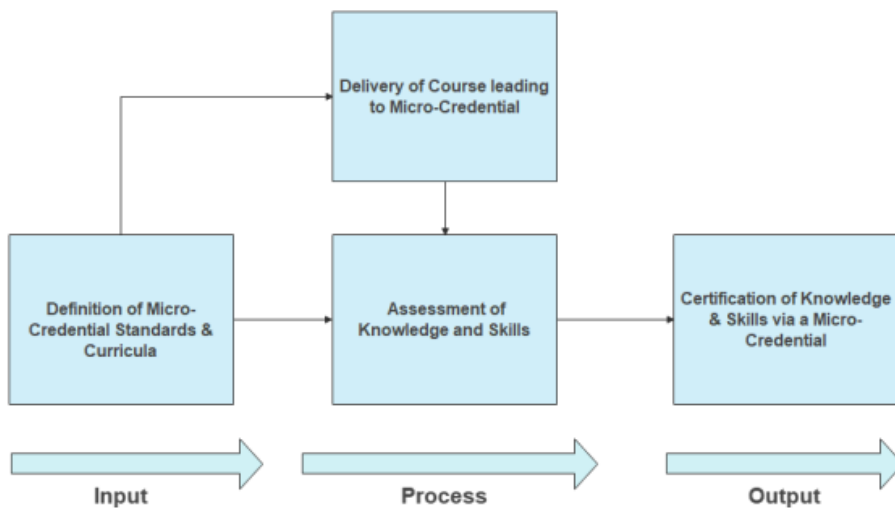 Delivery of Course leading
to Micro-Credential
Definition of Micro-
Credential Standards &
Curricula
Assessment of
Knowledge and Skills
Certification of Knowledge
& Skills via a Micro-
Credential
Input
Process
Output